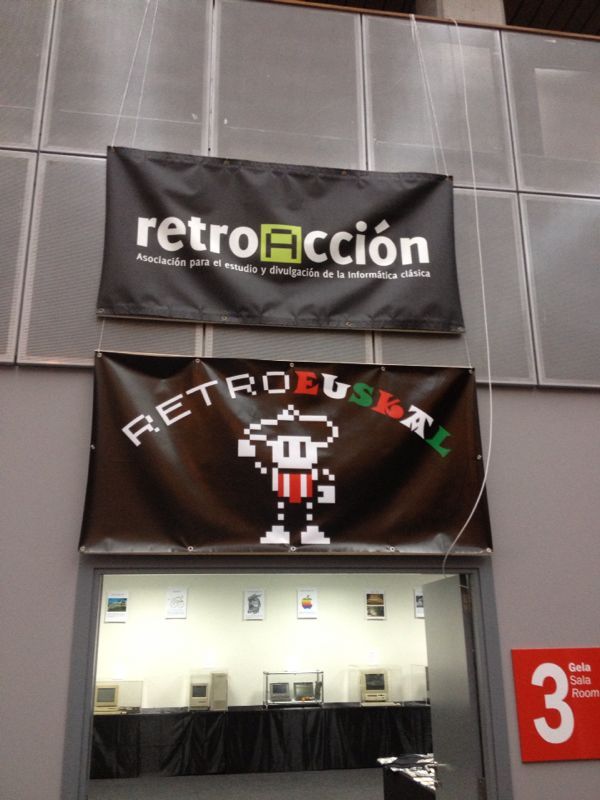 retroAcción
Asociación para el estudio y divulgación de la Informática clásica
RETROEUSKAL
3
Gela
Sala
Room